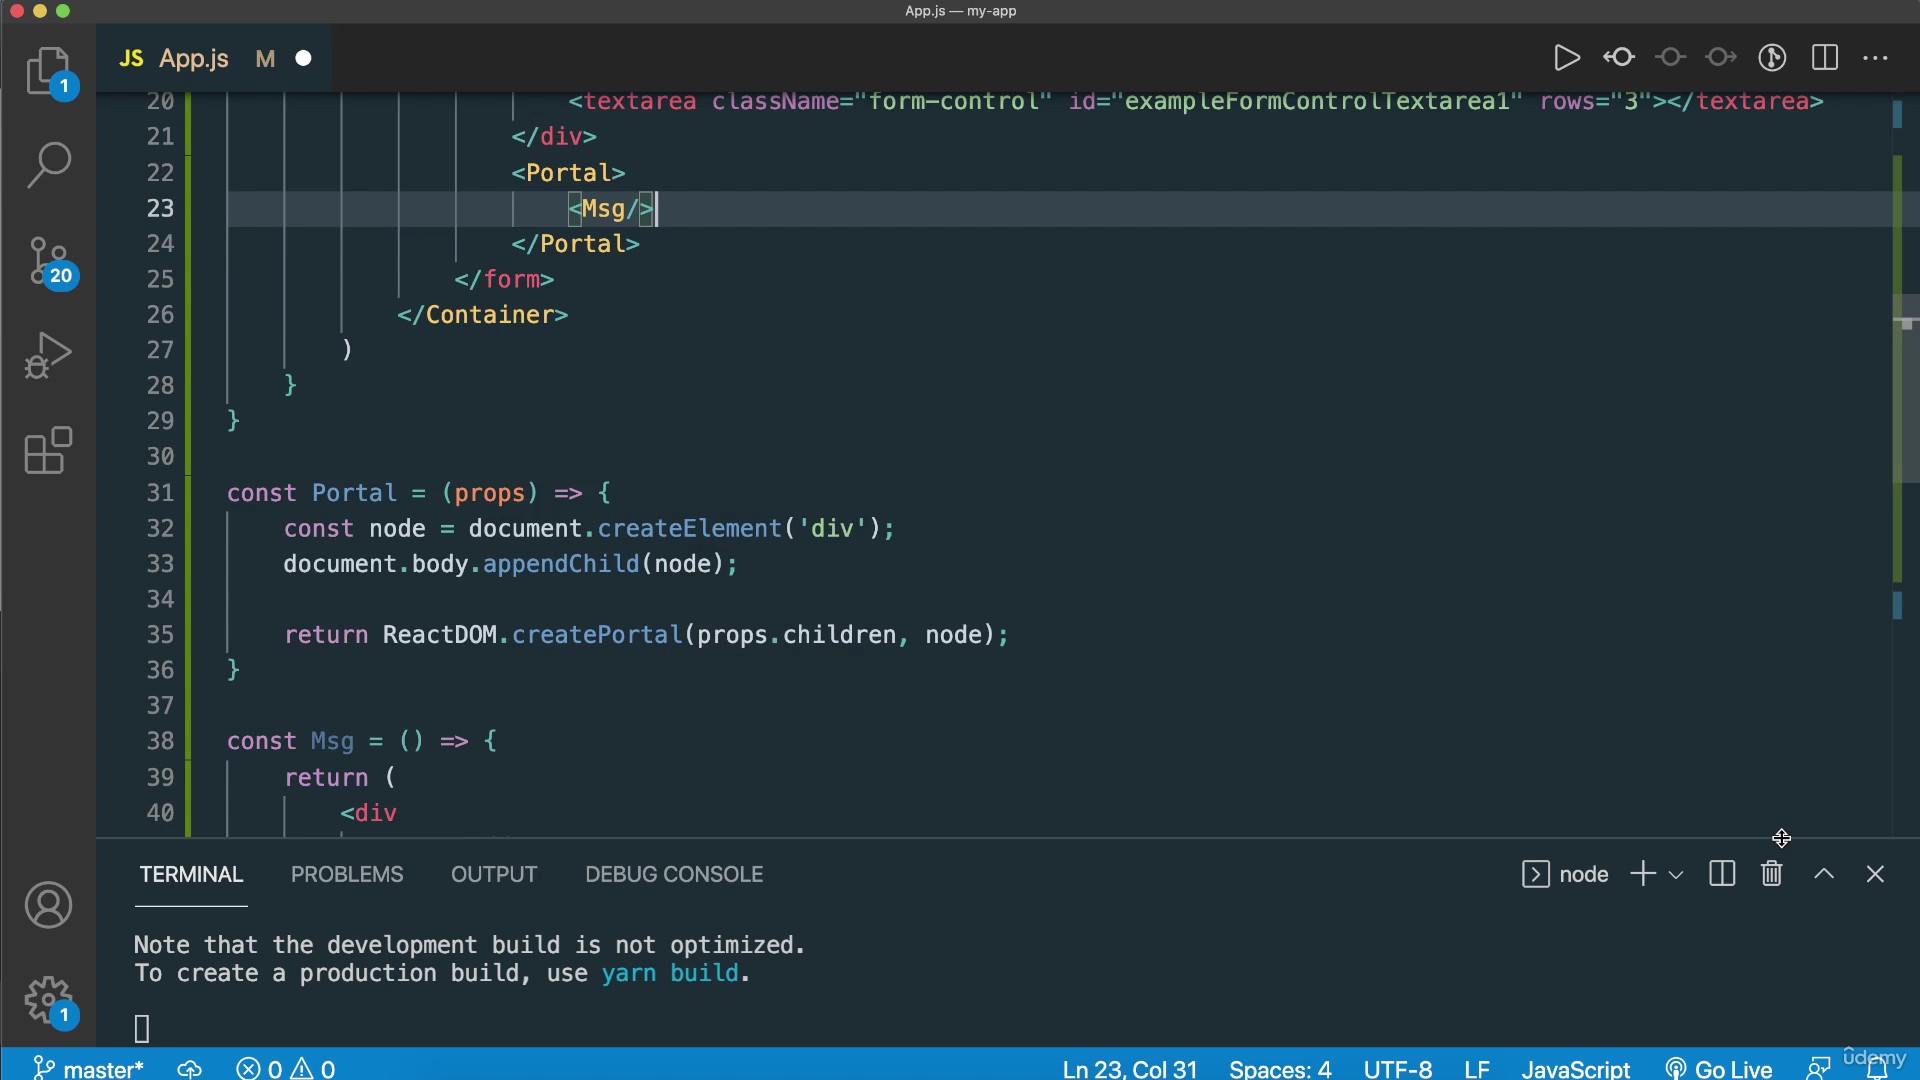 App.js — my-app
JS App.js M
1
20 <textarea className="form-control" id="exampleFormControlTextarea1" rows="3"></textarea>
21 </div>
22 <Portal>
23 <Msg/>
24 </Portal>
20
25 </form>
26 </Container>
27 )
28 }
29 }
30
31 const Portal = (props) => {
32 const node = document.createElement('div');
33 document.body.appendChild(node);
34
35 return ReactDOM.createPortal(props.children, node);
36 }
37
38 const Msg = () => {
39 return (
40 <div
TERMINAL PROBLEMS OUTPUT DEBUG CONSOLE node
Note that the development build is not optimized.
To create a production build, use yarn build.
1
master* 0 0 Ln 23, Col 31 Spaces: 4 UTF-8 LF JavaScript Go Live
ûdemy